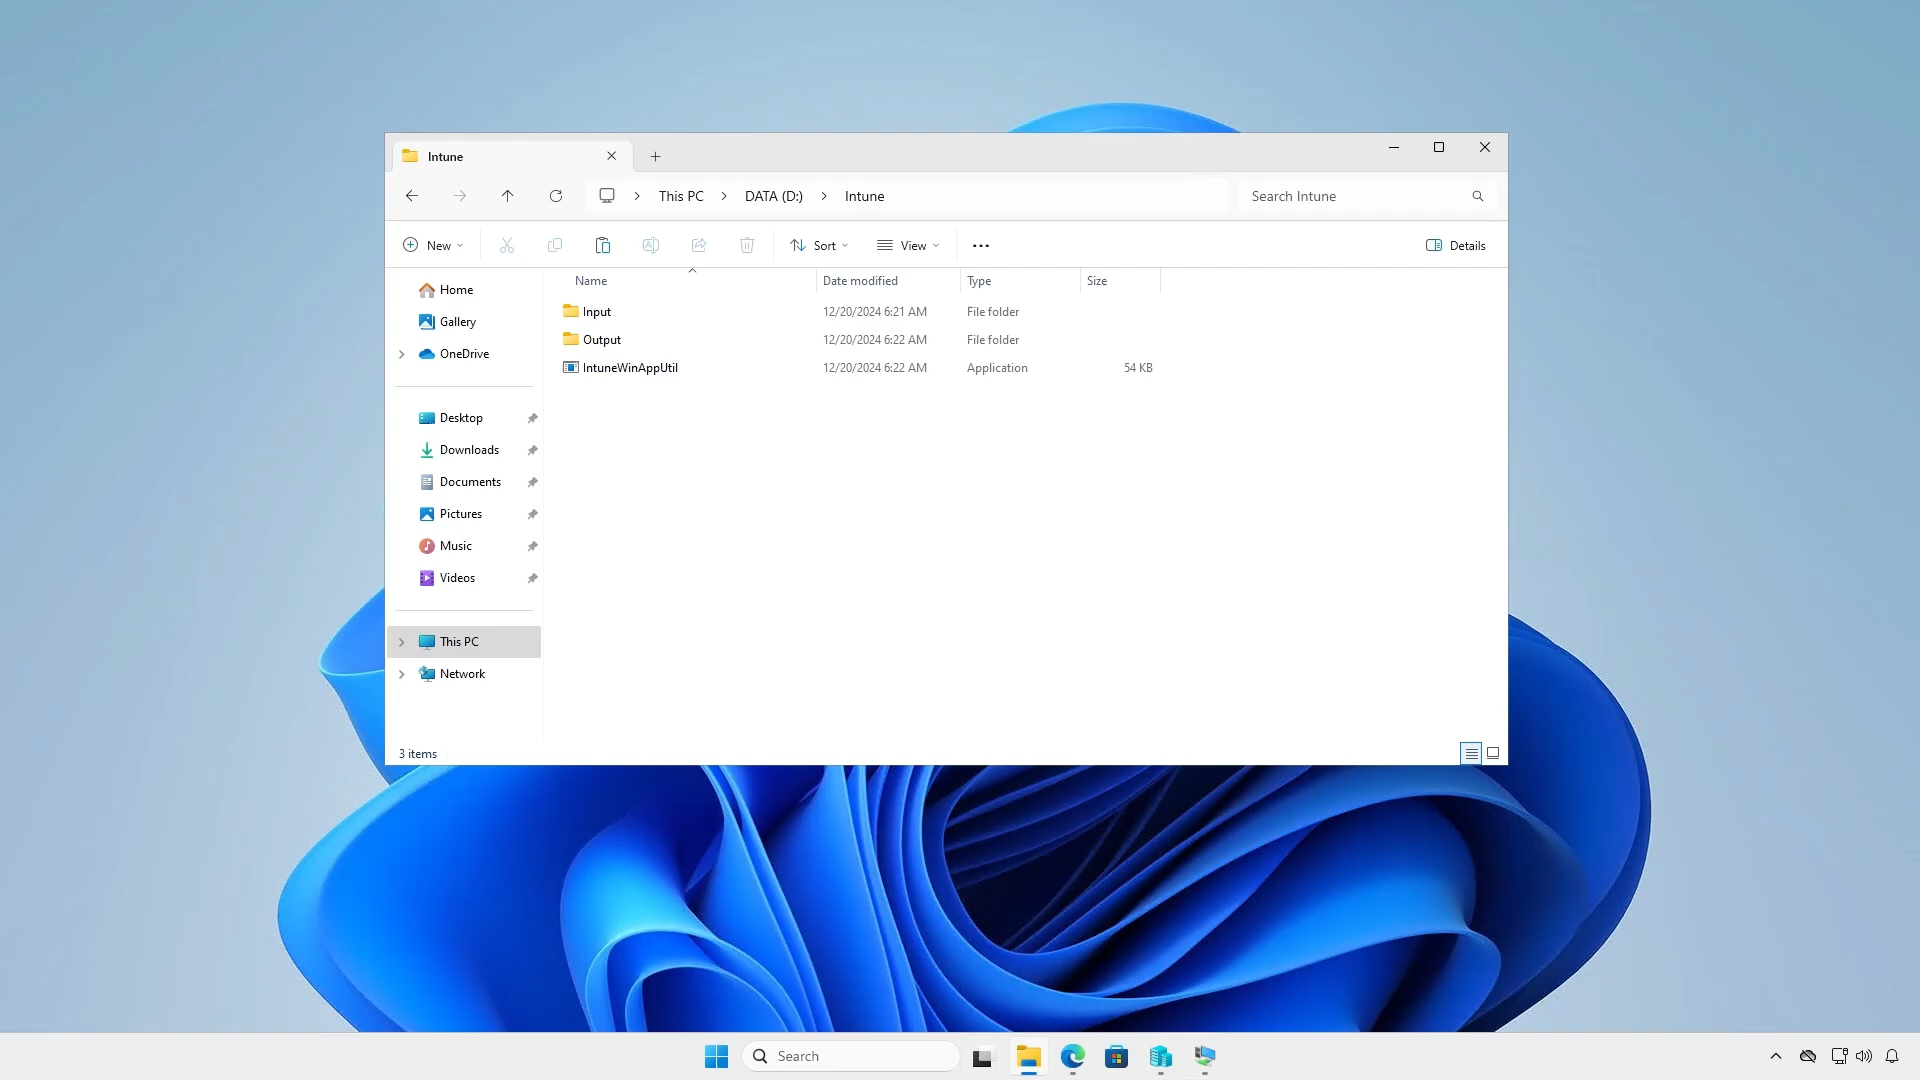 Intune
This PC
DATA (D:)
Intune
Search Intune
New
Sort
View
Details
Name
Date modified
Type
Size
Home
Gallery
OneDrive
Desktop
Downloads
Documents
Pictures
Music
Videos
This PC
Network
Input 12/20/2024 6:21 AM File folder
Output 12/20/2024 6:22 AM File folder
IntuneWinAppUtil 12/20/2024 6:22 AM Application 54 KB
3 items
Search